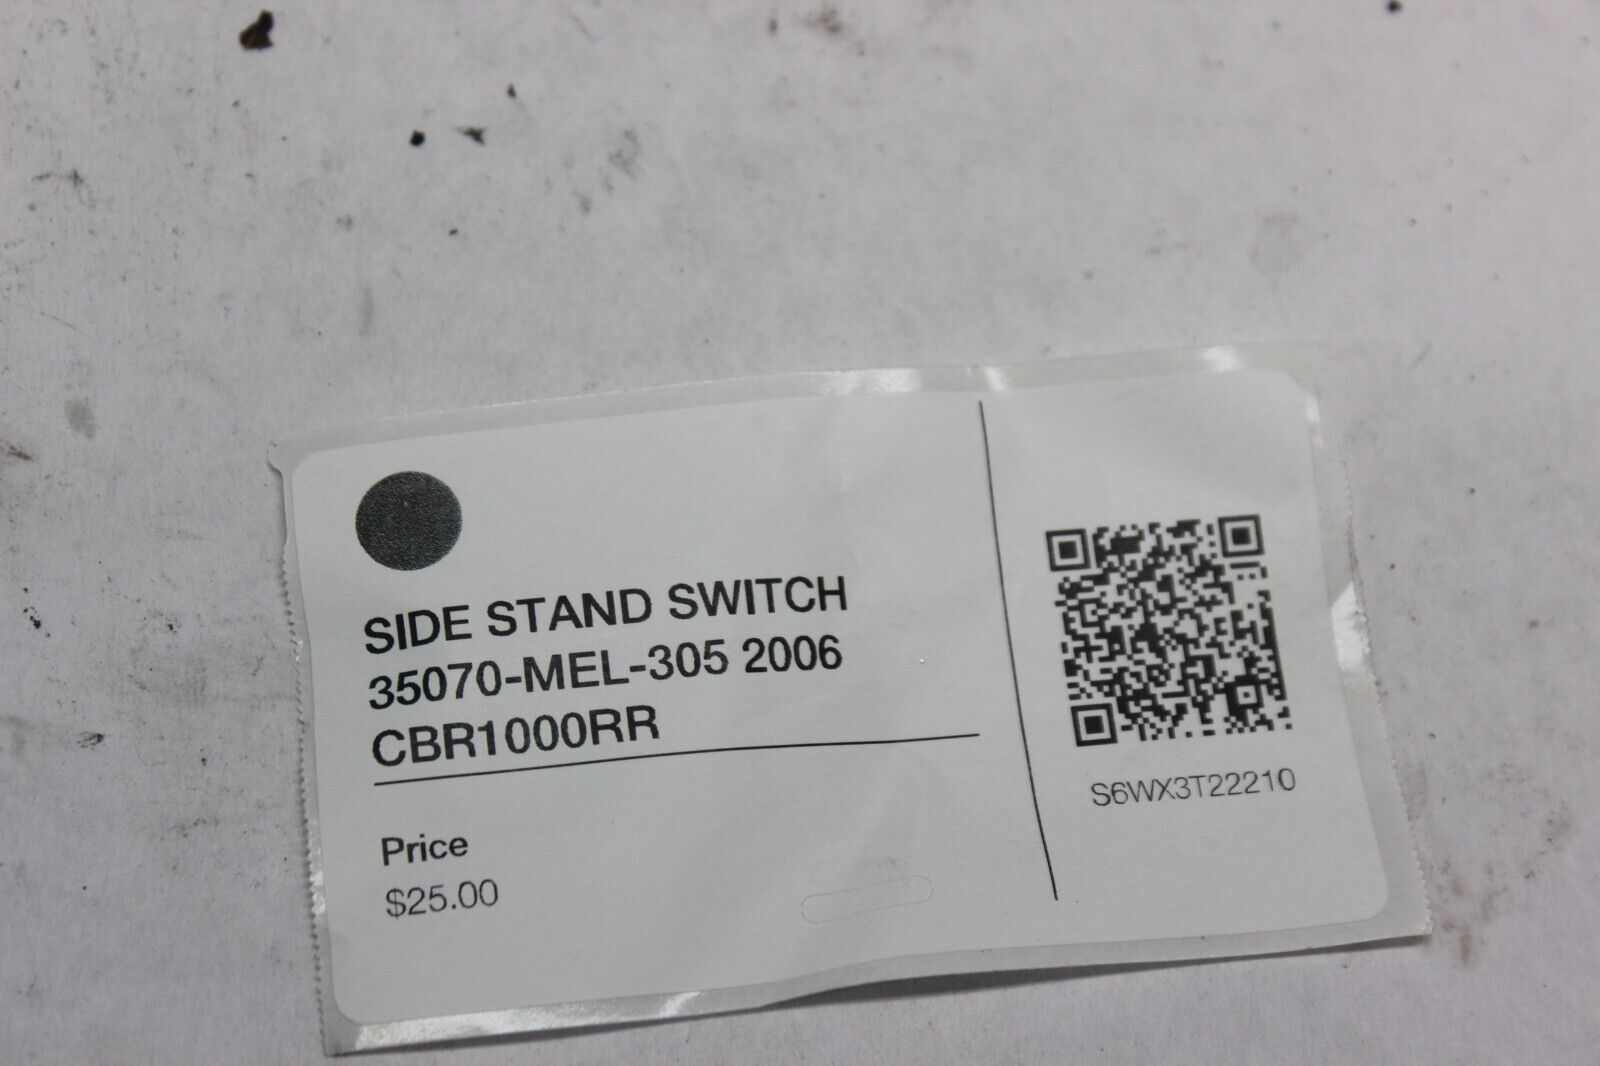 SIDE STAND SWITCH
35070-MEL-305 2006
CBR1000RR
Price
$25.00
S6WX3T22210